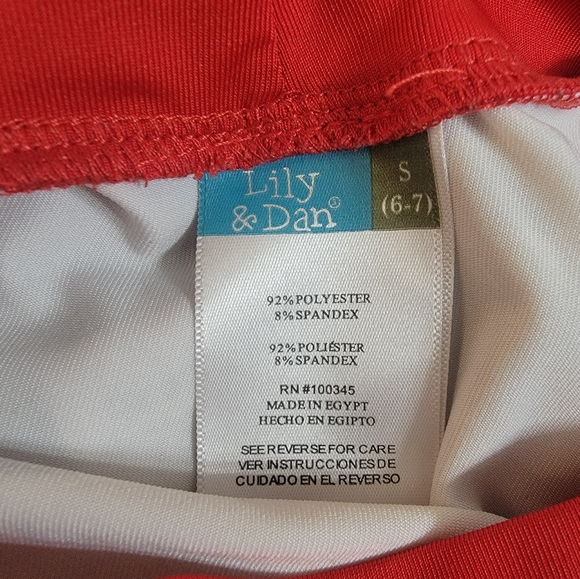 Lily
& Dan®
S
(6-7)
92% POLYESTER
8% SPANDEX
92% POLIÉSTER
8% SPANDEX
RN #100345
MADE IN EGYPT
HECHO EN EGIPTO
SEE REVERSE FOR CARE
VER INSTRUCCIONES DE
CUIDADO EN EL REVERSO